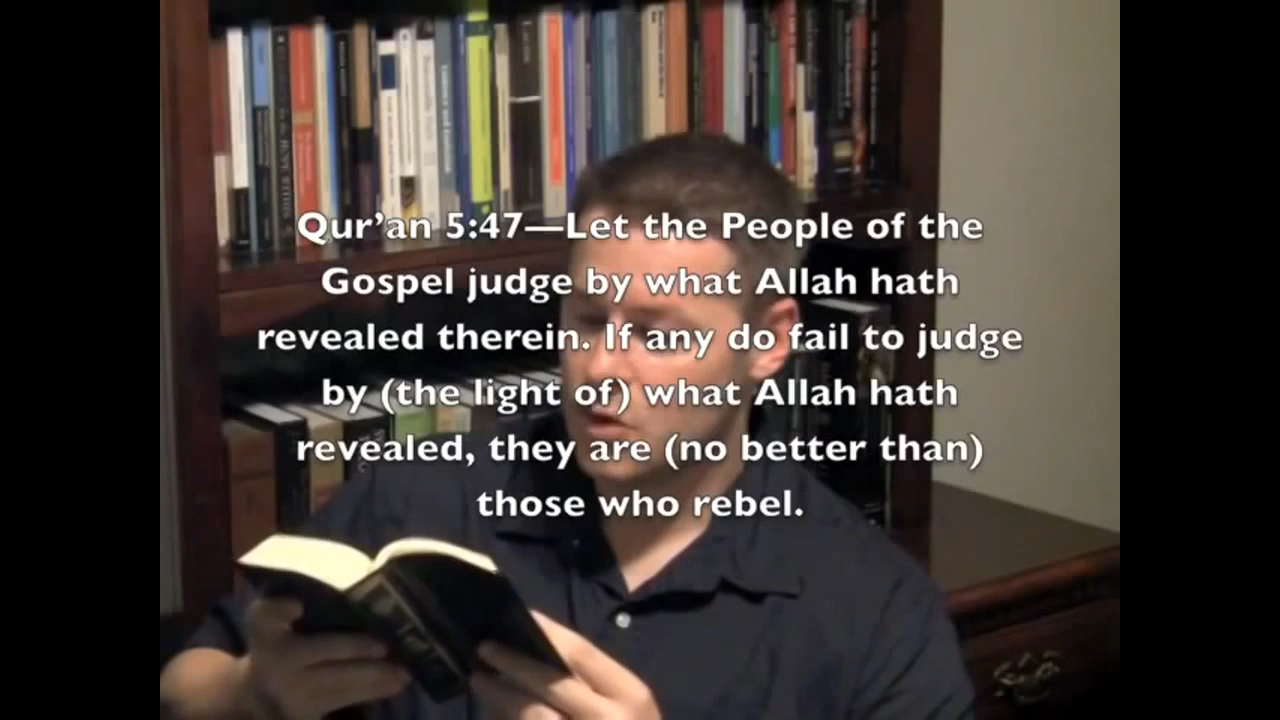 Qur’an 5:47—Let the People of the
Gospel judge by what Allah hath
revealed therein. If any do fail to judge
by (the light of) what Allah hath
revealed, they are (no better than)
those who rebel.